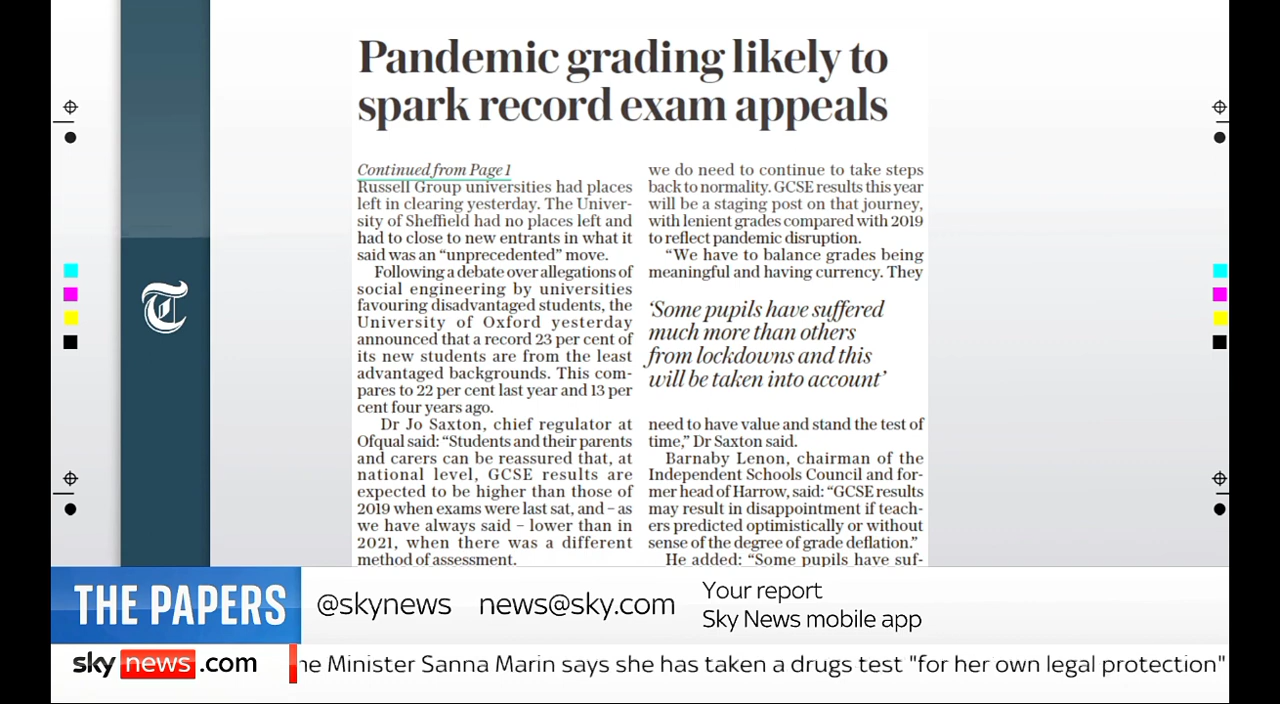 Pandemic grading likely to
spark record exam appeals
Continued from Page 1
Russell Group universities had places
left in clearing yesterday. The Univer-
sity of Sheffield had no places left and
had to close to new entrants in what it
said was an “unprecedented” move.
Following a debate over allegations of
social engineering by universities
favouring disadvantaged students, the
University of Oxford yesterday
announced that a record 23 per cent of
its new students are from the least
advantaged backgrounds. This com-
pares to 22 per cent last year and 13 per
cent four years ago.
Dr Jo Saxton, chief regulator at
Ofqual said: “Students and their parents
and carers can be reassured that, at
national level, GCSE results are
expected to be higher than those of
2019 when exams were last sat, and – as
we have always said – lower than in
2021, when there was a different
method of assessment.
we do need to continue to take steps
back to normality. GCSE results this year
will be a staging post on that journey,
with lenient grades compared with 2019
to reflect pandemic disruption.
“We have to balance grades being
meaningful and having currency. They
‘Some pupils have suffered
much more than others
from lockdowns and this
will be taken into account’
need to have value and stand the test of
time,” Dr Saxton said.
Barnaby Lenon, chairman of the
Independent Schools Council and for-
mer head of Harrow, said: “GCSE results
may result in disappointment if teach-
ers predicted optimistically or without
sense of the degree of grade deflation.”
He added: “Some pupils have suf-
T
THE PAPERS
@skynews news@sky.com
Your report
Sky News mobile app
sky news .com
ne Minister Sanna Marin says she has taken a drugs test "for her own legal protection"